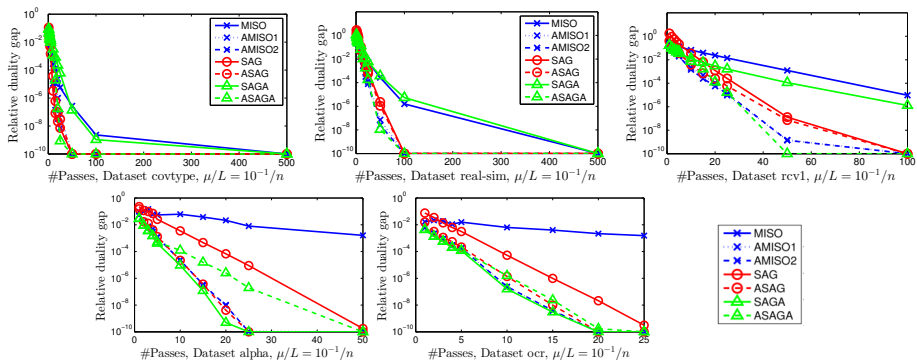 Relative duality gap
10^0
10^-2
10^-4
10^-6
10^-8
10^-10
0 100 200 300 400 500
#Passes, Dataset covtype, μ/L = 10^-1/n
MISO
AMISO1
AMISO2
SAG
ASAG
SAGA
ASAGA
Relative duality gap
10^0
10^-2
10^-4
10^-6
10^-8
10^-10
0 100 200 300 400 500
#Passes, Dataset real-sim, μ/L = 10^-1/n
MISO
AMISO1
AMISO2
SAG
ASAG
SAGA
ASAGA
Relative duality gap
10^0
10^-2
10^-4
10^-6
10^-8
10^-10
0 20 40 60 80 100
#Passes, Dataset rcv1, μ/L = 10^-1/n
MISO
AMISO1
AMISO2
SAG
ASAG
SAGA
ASAGA
Relative duality gap
10^0
10^-2
10^-4
10^-6
10^-8
10^-10
0 10 20 30 40 50
#Passes, Dataset alpha, μ/L = 10^-1/n
Relative duality gap
10^0
10^-2
10^-4
10^-6
10^-8
10^-10
0 5 10 15 20 25
#Passes, Dataset ocr, μ/L = 10^-1/n
MISO
AMISO1
AMISO2
SAG
ASAG
SAGA
ASAGA